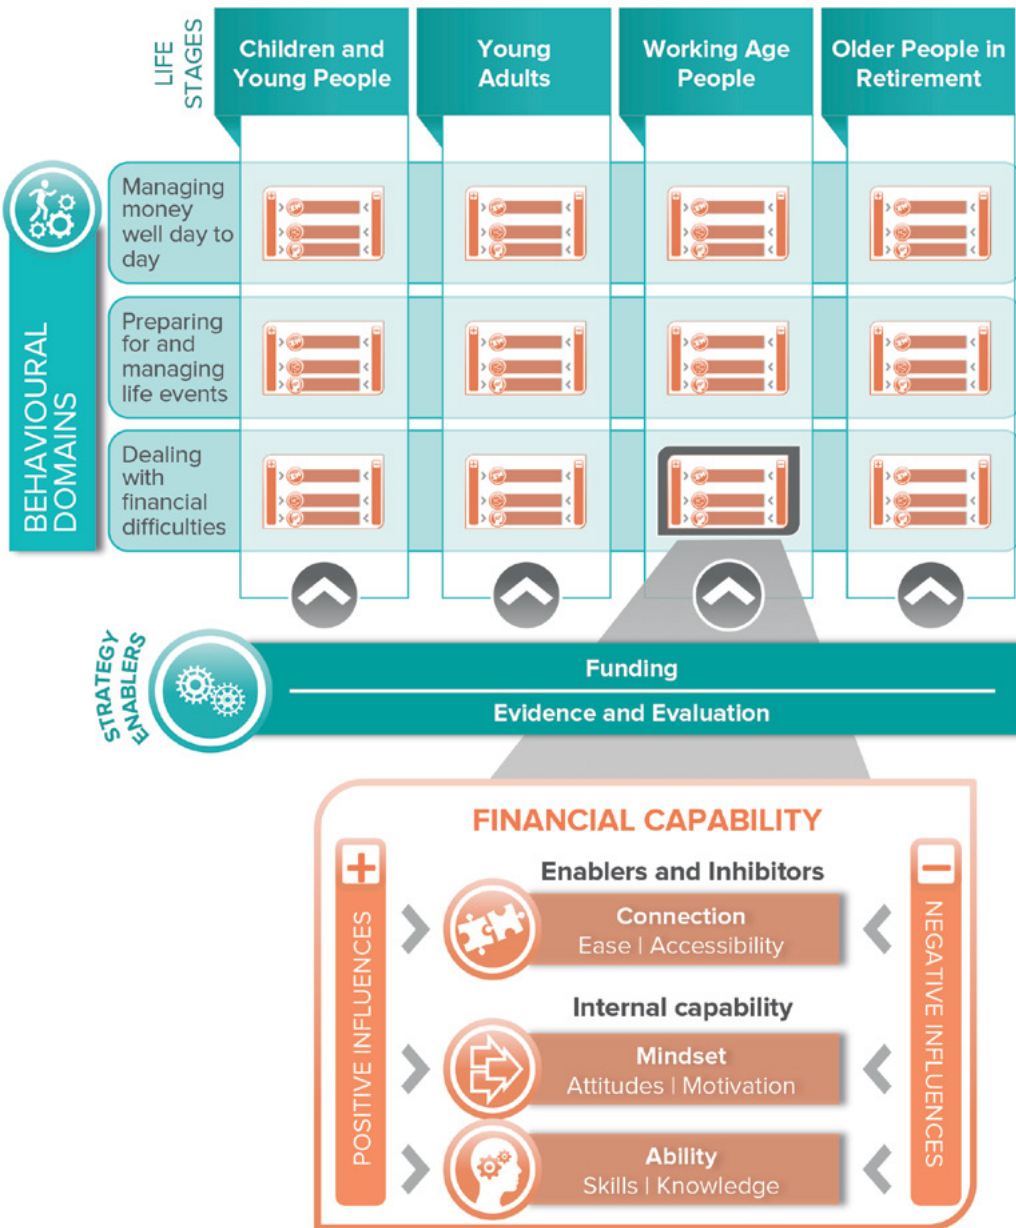 LIFE
STAGES
Children and
Young People
Young
Adults
Working Age
People
Older People in
Retirement
BEHAVIOURAL
DOMAINS
Managing
money
well day to
day
Preparing
for and
managing
life events
Dealing
with
financial
difficulties
STRATEGY
ENABLERS
Funding
Evidence and Evaluation
FINANCIAL CAPABILITY
+
POSITIVE INFLUENCES
Enablers and Inhibitors
Connection
Ease | Accessibility
Internal capability
Mindset
Attitudes | Motivation
Ability
Skills | Knowledge
−
NEGATIVE INFLUENCES